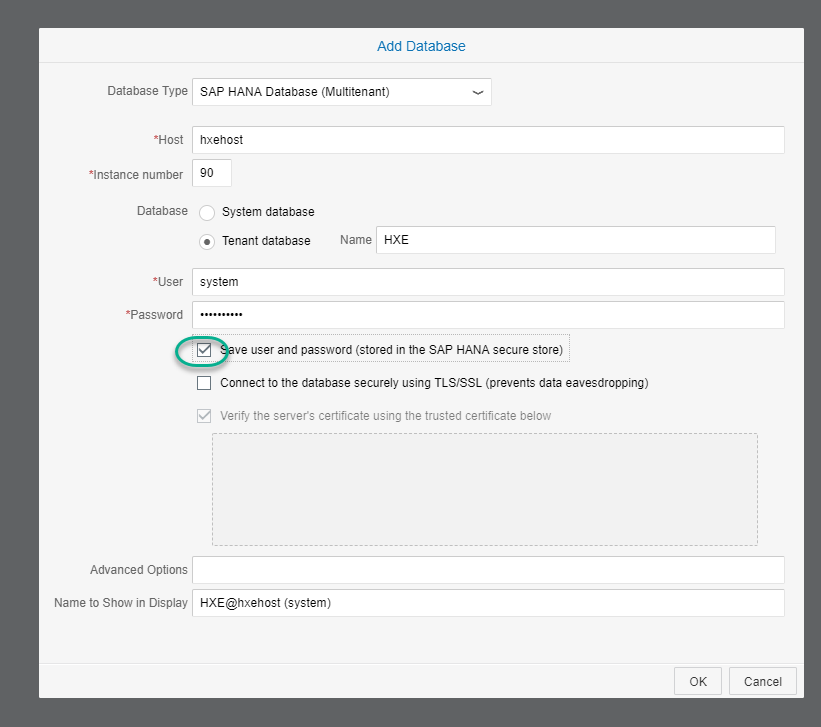 Add Database
Database Type SAP HANA Database (Multitenant)
*Host hxehost
*Instance number 90
Database System database
Tenant database Name HXE
*User system
*Password ••••••••••
Save user and password (stored in the SAP HANA secure store)
Connect to the database securely using TLS/SSL (prevents data eavesdropping)
Verify the server's certificate using the trusted certificate below
Advanced Options
Name to Show in Display HXE@hxehost (system)
OK Cancel